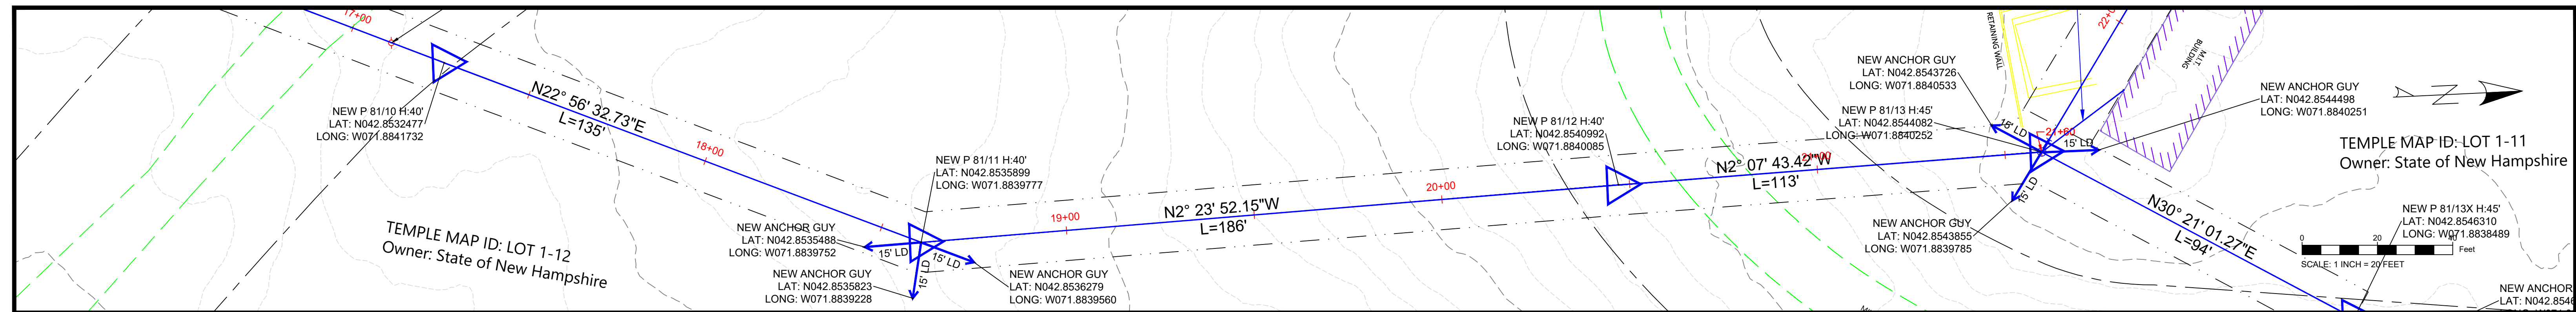 17+00
NEW P 81/10 H:40'
LAT: N042.8532477
LONG: W071.8841732
N22° 56' 32.73"E
L=135'
18+00
TEMPLE MAP ID: LOT 1-12
Owner: State of New Hampshire
NEW P 81/11 H:40'
LAT: N042.8535899
LONG: W071.8839777
NEW ANCHOR GUY
LAT: N042.8535488
LONG: W071.8839752
NEW ANCHOR GUY
LAT: N042.8535823
LONG: W071.8839228
15' LD
15' LD
15' LD
NEW ANCHOR GUY
LAT: N042.8536279
LONG: W071.8839560
19+00
N2° 23' 52.15"W
L=186'
20+00
NEW P 81/12 H:40'
LAT: N042.8540992
LONG: W071.8840085
N2° 07' 43.42"W
L=113'
21+00
NEW ANCHOR GUY
LAT: N042.8543726
LONG: W071.8840533
NEW P 81/13 H:45'
LAT: N042.8544082
LONG: W071.8840252
NEW ANCHOR GUY
LAT: N042.8543855
LONG: W071.8839785
15' LD
15' LD
15' LD
21+60
RETAINING WALL
MLT.
BUILDING
NEW ANCHOR GUY
LAT: N042.8544498
LONG: W071.8840251
TEMPLE MAP ID: LOT 1-11
Owner: State of New Hampshire
N30° 21' 01.27"E
L=94'
NEW P 81/13X H:45'
LAT: N042.8546310
LONG: W071.8838489
0 20 40
Feet
SCALE: 1 INCH = 20 FEET
NEW ANCHOR
LAT: N042.854